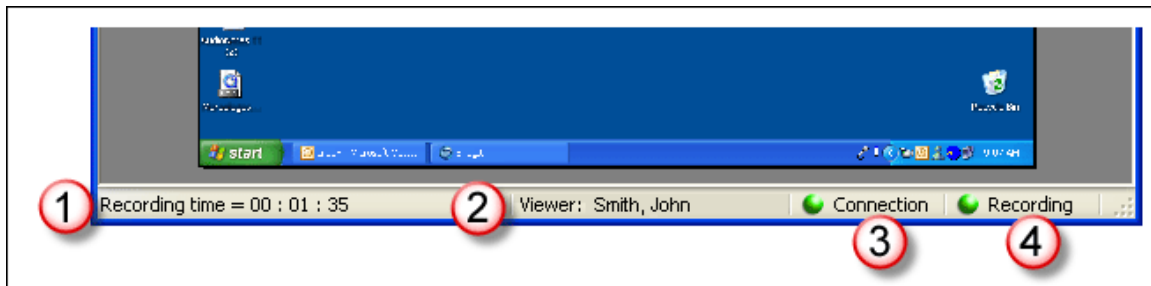 start
1
Recording time = 00 : 01 : 35
2
Viewer: Smith, John
Connection
Recording
3
4